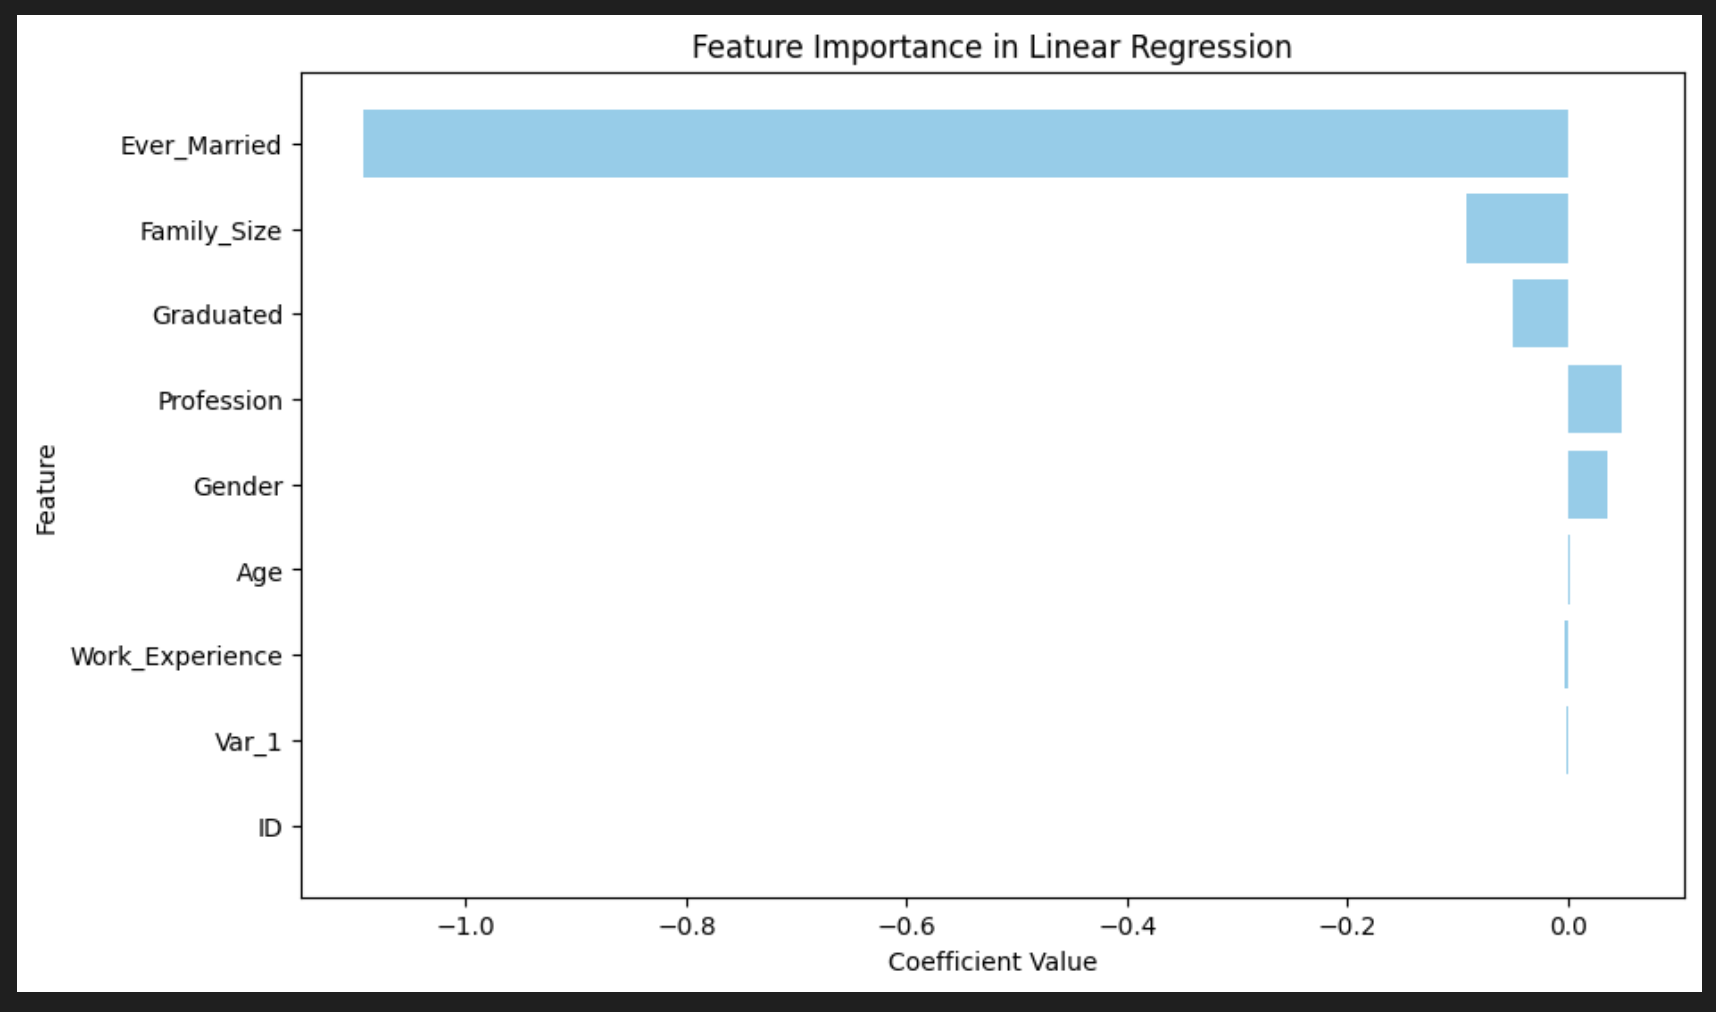 Feature Importance in Linear Regression
Ever_Married
Family_Size
Graduated
Profession
Gender
Age
Work_Experience
Var_1
ID
Feature
−1.0 −0.8 −0.6 −0.4 −0.2 0.0
Coefficient Value